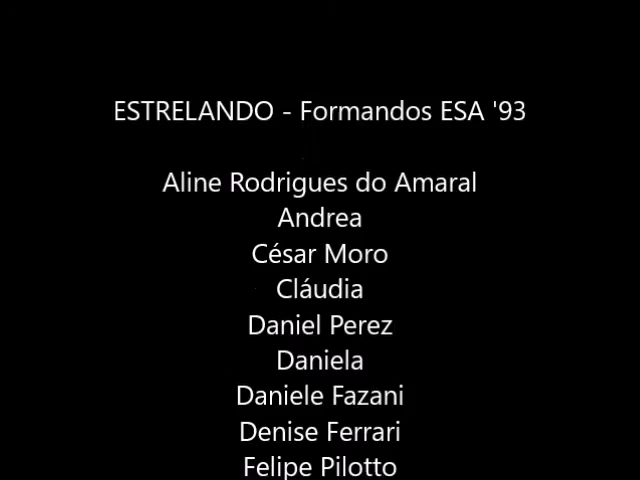 ESTRELANDO - Formandos ESA '93
Aline Rodrigues do Amaral
Andrea
César Moro
Cláudia
Daniel Perez
Daniela
Daniele Fazani
Denise Ferrari
Felipe Pilotto